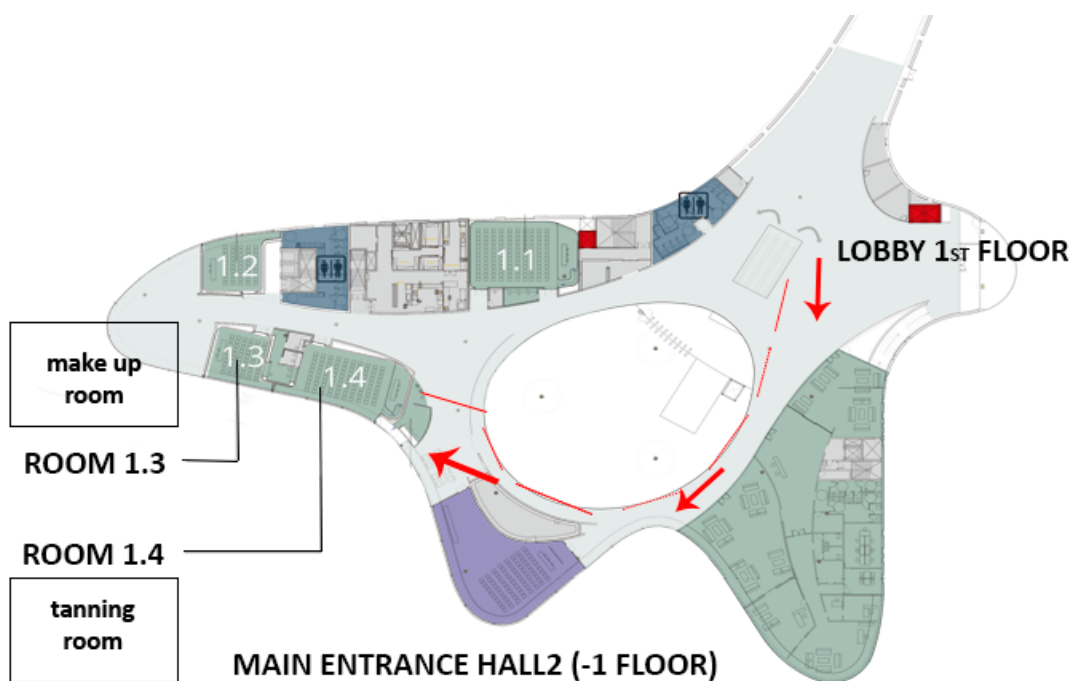 1.2
1.1
LOBBY 1ST FLOOR
make up
room
1.3
1.4
ROOM 1.3
ROOM 1.4
tanning
room
MAIN ENTRANCE HALL2 (-1 FLOOR)